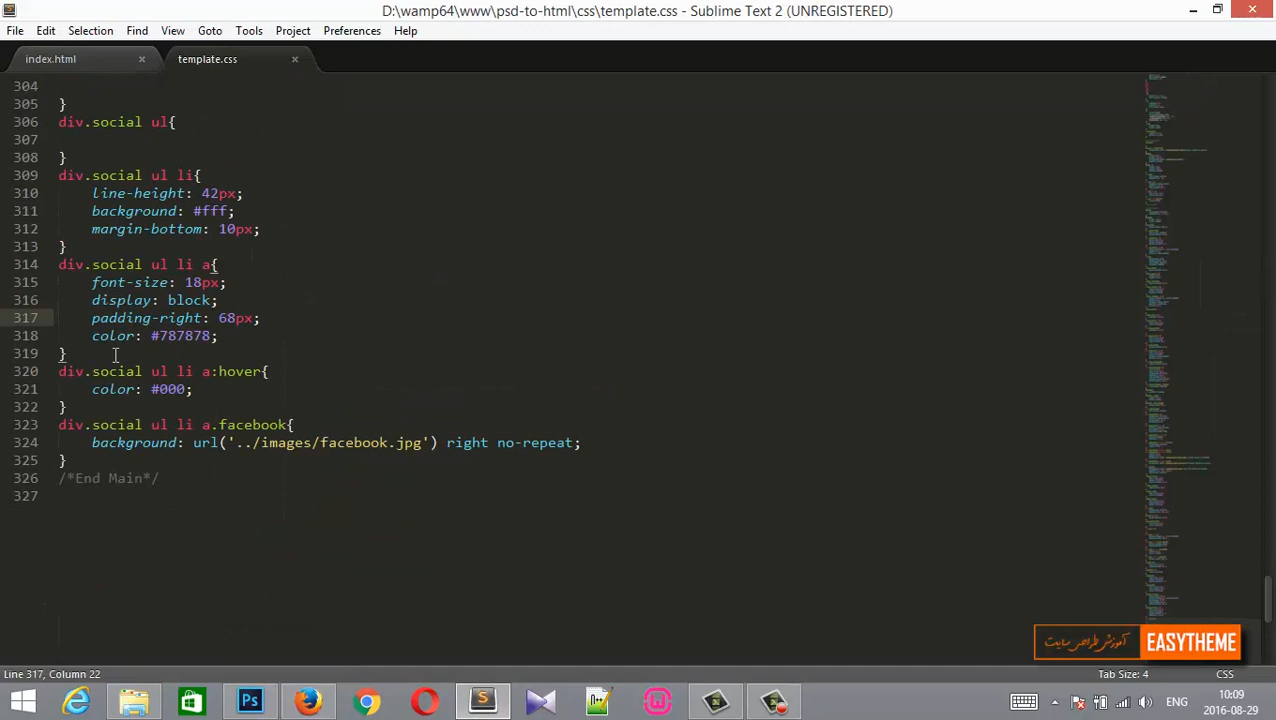 D:\wamp64\www\psd-to-html\css\template.css - Sublime Text 2 (UNREGISTERED)
File Edit Selection Find View Goto Tools Project Preferences Help
index.html template.css
304
305 }
306 div.social ul{
307
308 }
309 div.social ul li{
310 line-height: 42px;
311 background: #fff;
312 margin-bottom: 10px;
313 }
314 div.social ul li a{
315 font-size: 18px;
316 display: block;
317 padding-right: 68px;
318 color: #787878;
319 }
320 div.social ul li a:hover{
321 color: #000;
322 }
323 div.social ul li a.facebook{
324 background: url('../images/facebook.jpg') right no-repeat;
325 }
326 /*End Main*/
327
آموزش طراحی سایت EASYTHEME
Line 317, Column 22 Tab Size: 4 CSS
Ps
ENG
10:09
2016-08-29